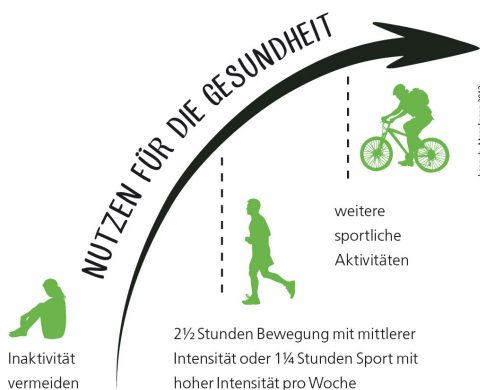 NUTZEN FÜR DIE GESUNDHEIT
weitere
sportliche
Aktivitäten
Inaktivität
vermeiden
2½ Stunden Bewegung mit mittlerer
Intensität oder 1¼ Stunden Sport mit
hoher Intensität pro Woche